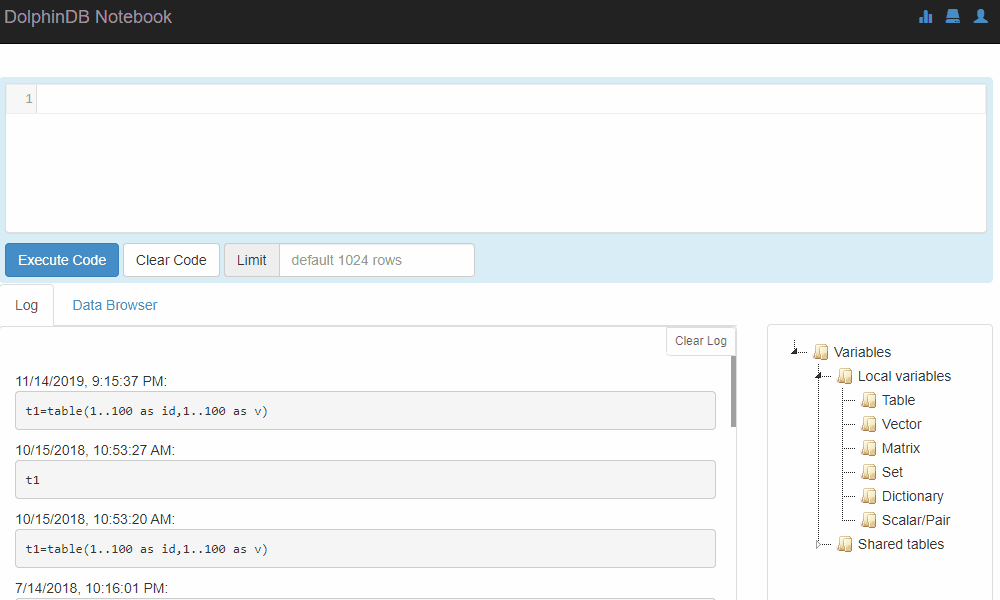 DolphinDB Notebook
1
Execute Code Clear Code Limit default 1024 rows
Log Data Browser
Clear Log
11/14/2019, 9:15:37 PM:
t1=table(1..100 as id,1..100 as v)
10/15/2018, 10:53:27 AM:
t1
10/15/2018, 10:53:20 AM:
t1=table(1..100 as id,1..100 as v)
7/14/2018, 10:16:01 PM:
Variables
Local variables
Table
Vector
Matrix
Set
Dictionary
Scalar/Pair
Shared tables